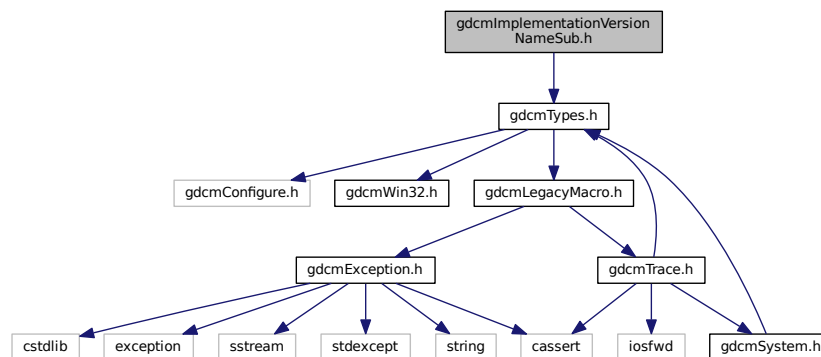 gdcmImplementationVersion
NameSub.h
gdcmTypes.h
gdcmConfigure.h
gdcmWin32.h
gdcmLegacyMacro.h
gdcmException.h
gdcmTrace.h
cstdlib
exception
sstream
stdexcept
string
cassert
iosfwd
gdcmSystem.h